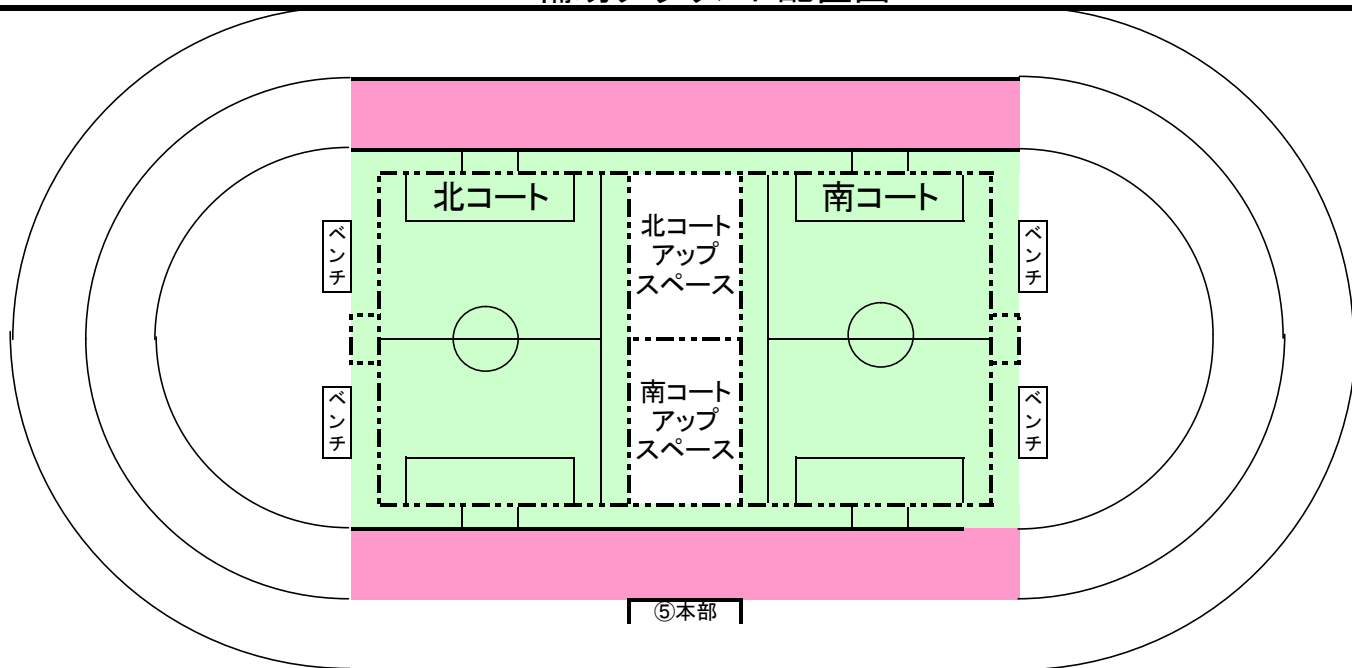 北コート
南コート
北コート
アップ
スペース
ベンチ
ベンチ
南コート
アップ
スペース
ベンチ
ベンチ
⑤本部